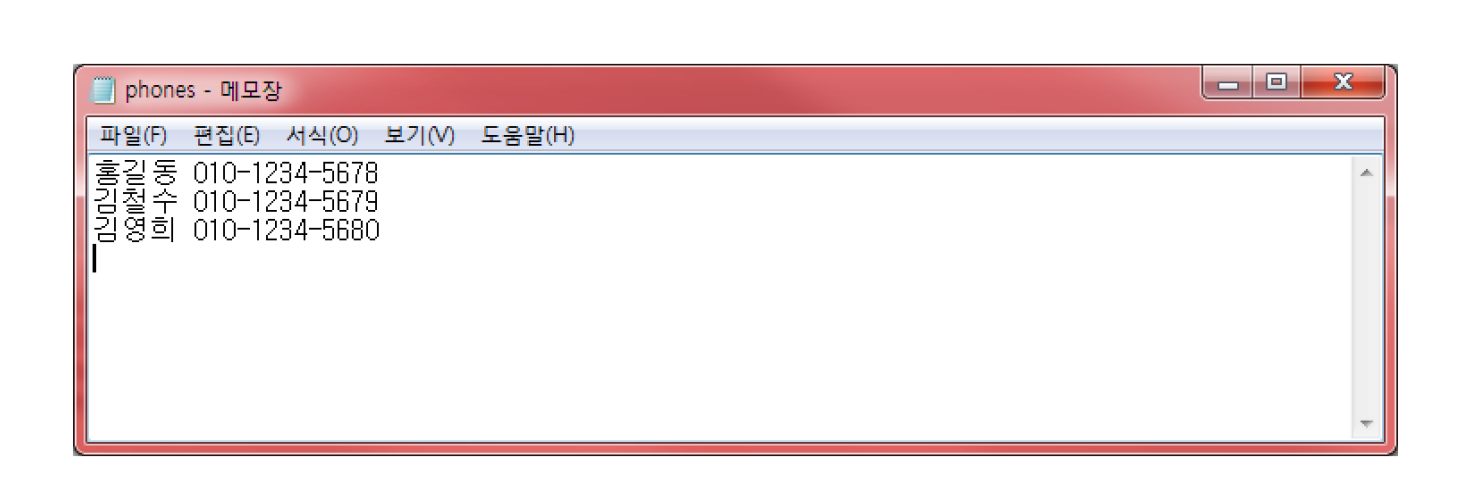 phones - 메모장
파일(F) 편집(E) 서식(O) 보기(V) 도움말(H)
홍길동 010-1234-5678
김철수 010-1234-5679
김영희 010-1234-5680